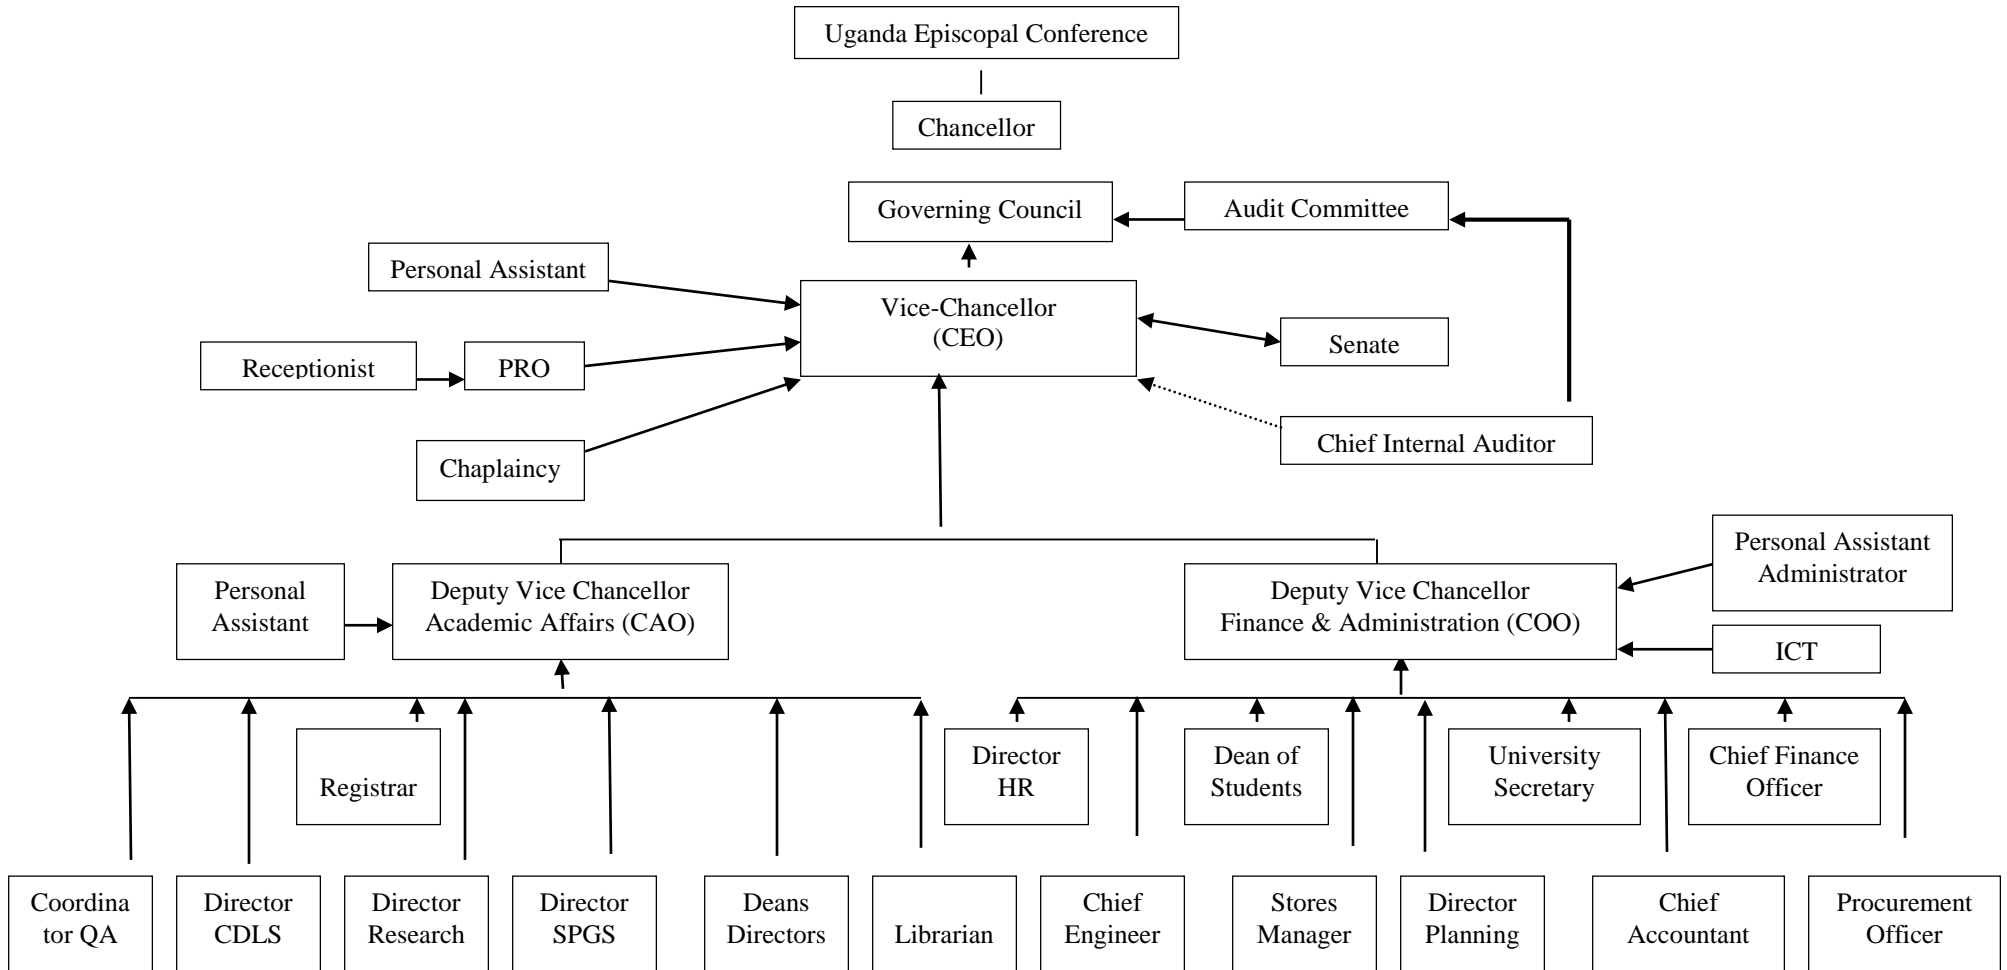 Uganda Episcopal Conference
Chancellor
Governing Council
Audit Committee
Personal Assistant
Vice-Chancellor
(CEO)
Senate
Receptionist
PRO
Chaplaincy
Chief Internal Auditor
Personal Assistant
Administrator
Personal
Assistant
Deputy Vice Chancellor
Academic Affairs (CAO)
Deputy Vice Chancellor
Finance & Administration (COO)
ICT
Registrar
Director
HR
Dean of
Students
University
Secretary
Chief Finance
Officer
Coordina
tor QA
Director
CDLS
Director
Research
Director
SPGS
Deans
Directors
Librarian
Chief
Engineer
Stores
Manager
Director
Planning
Chief
Accountant
Procurement
Officer